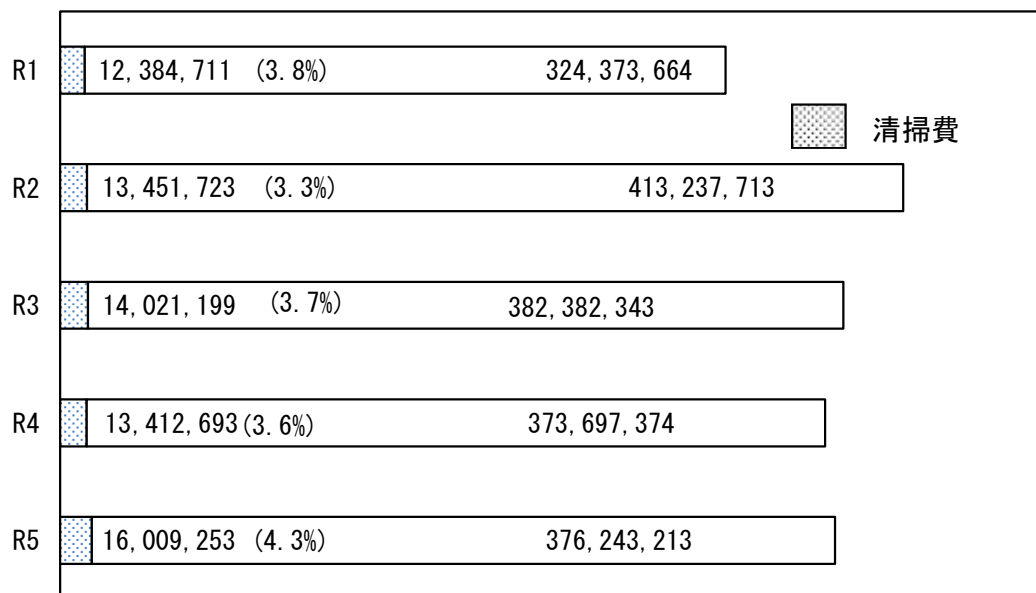 R1 12,384,711 (3.8%) 324,373,664
清掃費
R2 13,451,723 (3.3%) 413,237,713
R3 14,021,199 (3.7%) 382,382,343
R4 13,412,693 (3.6%) 373,697,374
R5 16,009,253 (4.3%) 376,243,213